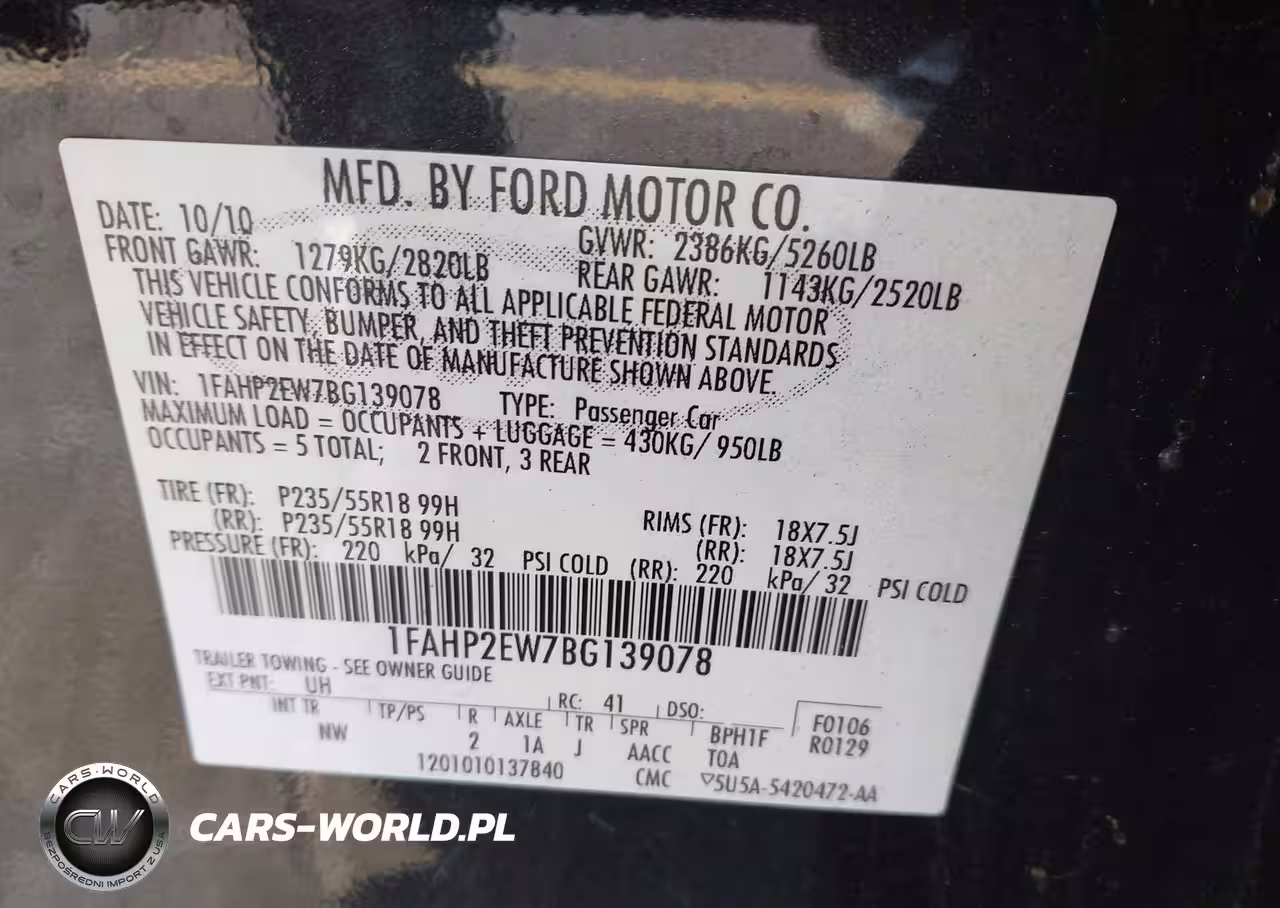 MFD. BY FORD MOTOR CO.
DATE: 10/10 GVWR: 2386KG/5260LB
FRONT GAWR: 1279KG/2820LB REAR GAWR: 1143KG/2520LB
THIS VEHICLE CONFORMS TO ALL APPLICABLE FEDERAL MOTOR
VEHICLE SAFETY, BUMPER, AND THEFT PREVENTION STANDARDS
IN EFFECT ON THE DATE OF MANUFACTURE SHOWN ABOVE.
VIN: 1FAHP2EW7BG139078 TYPE: Passenger Car
MAXIMUM LOAD = OCCUPANTS + LUGGAGE = 430KG/ 950LB
OCCUPANTS = 5 TOTAL; 2 FRONT, 3 REAR
TIRE (FR): P235/55R18 99H RIMS (FR): 18X7.5J
(RR): P235/55R18 99H (RR): 18X7.5J
PRESSURE (FR): 220 kPa/ 32 PSI COLD (RR): 220 kPa/ 32 PSI COLD
1FAHP2EW7BG139078
TRAILER TOWING - SEE OWNER GUIDE
EXT PNT: UH RC: 41 DSO:
INT TR TP/PS R AXLE TR SPR BPH1F F0106
NW 2 1A J AACC TOA R0129
1201010137840 CMC ▽5U5A-5420472-AA
CARS-WORLD
CW
BEZPOŚREDNI IMPORT Z USA
CARS-WORLD.PL